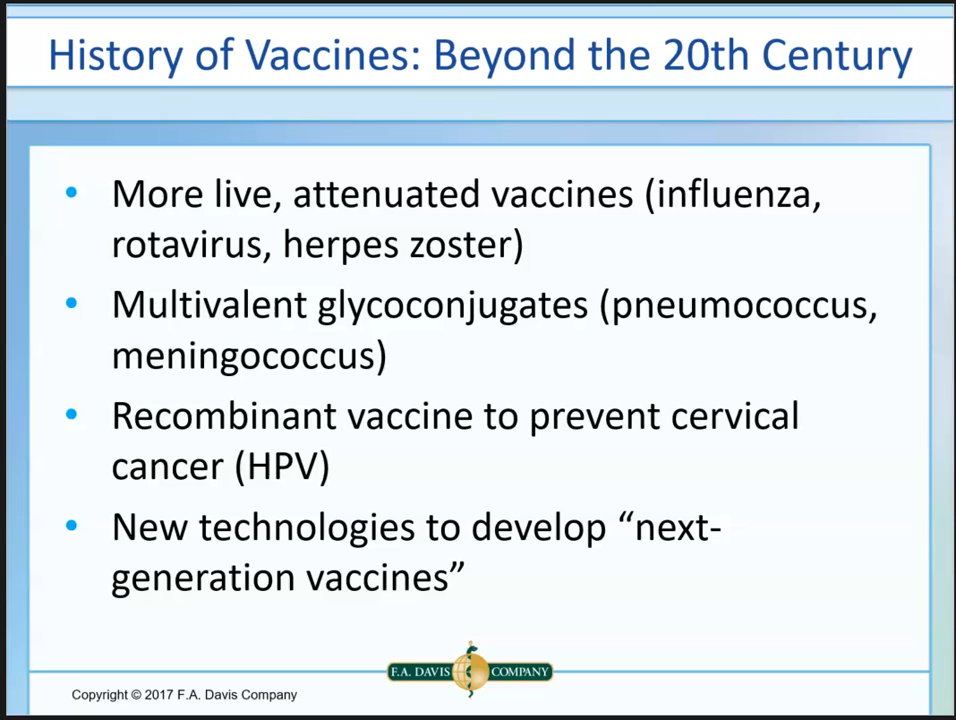 History of Vaccines: Beyond the 20th Century
• More live, attenuated vaccines (influenza,
rotavirus, herpes zoster)
• Multivalent glycoconjugates (pneumococcus,
meningococcus)
• Recombinant vaccine to prevent cervical
cancer (HPV)
• New technologies to develop “next-
generation vaccines”
F.A. DAVIS COMPANY
Copyright © 2017 F.A. Davis Company